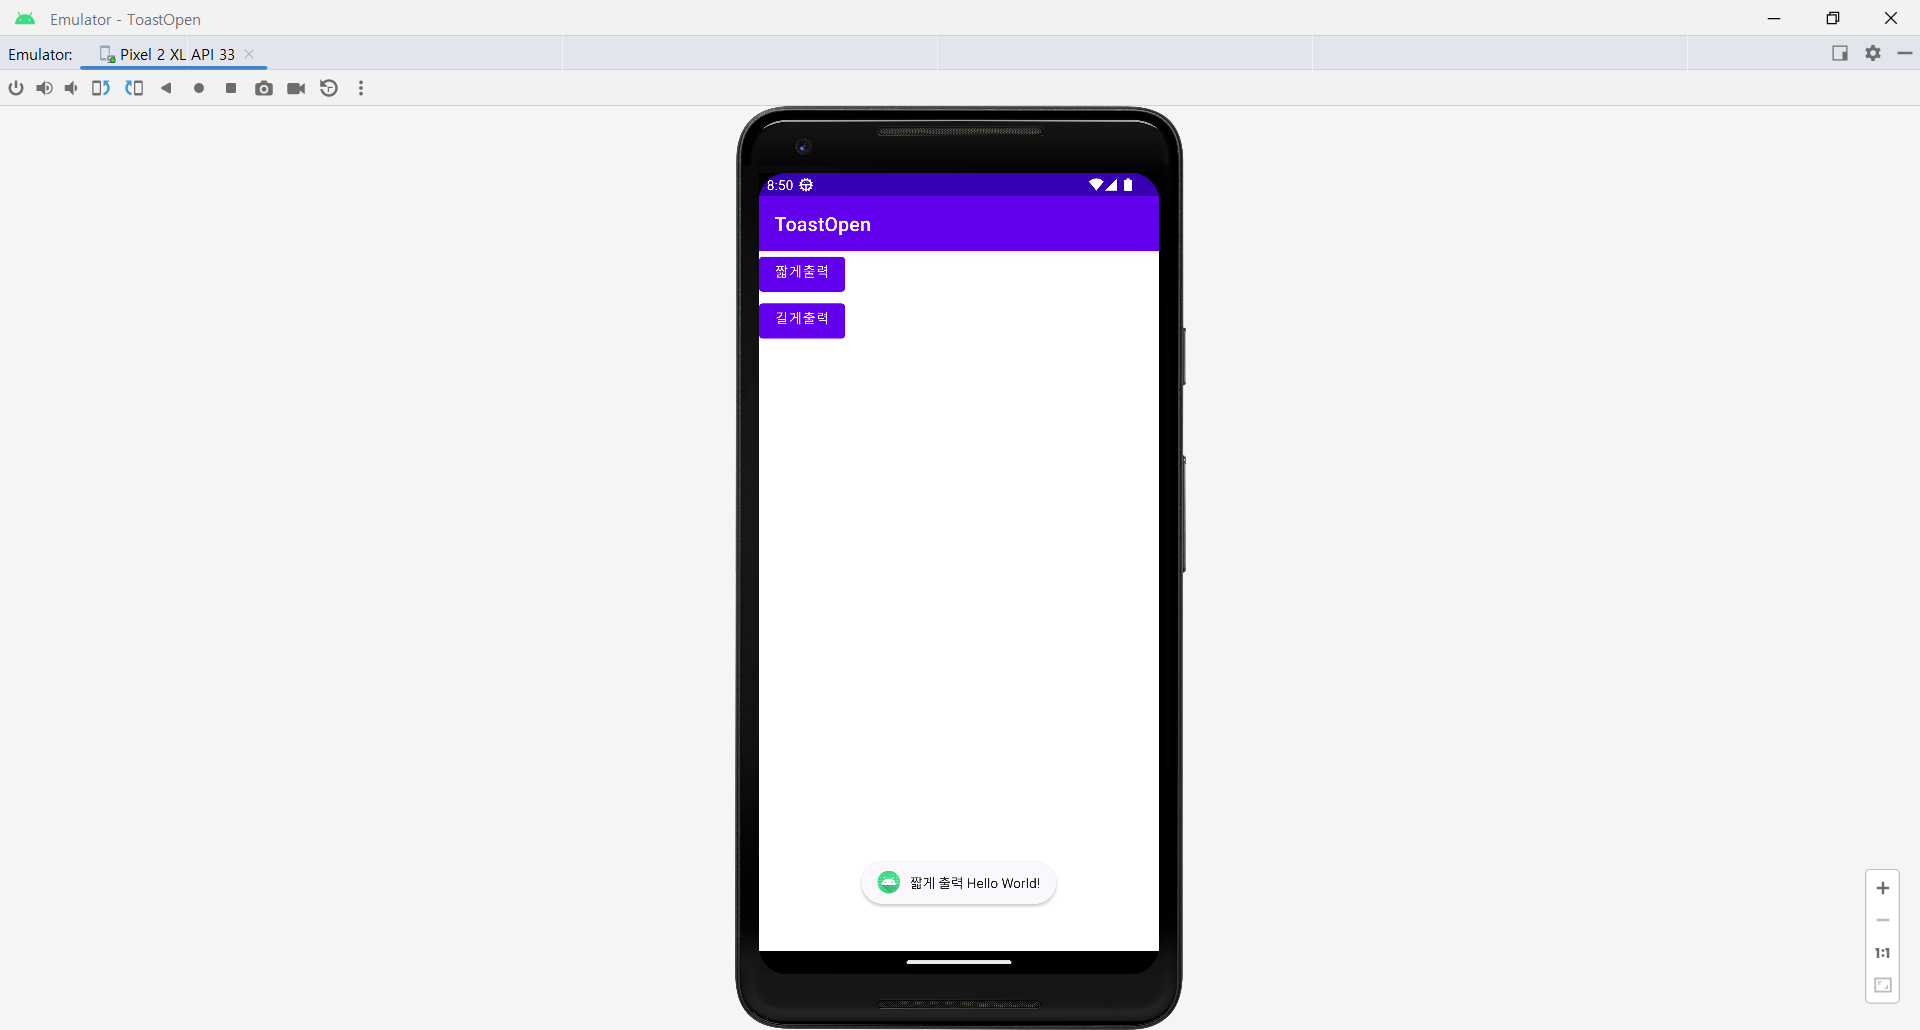 Emulator - ToastOpen
Emulator: Pixel 2 XL API 33
8:50
ToastOpen
짧게출력
길게출력
짧게 출력 Hello World!
1:1